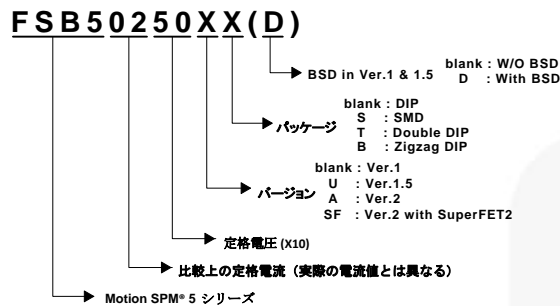 FSB50250XX(D)
BSD in Ver.1 & 1.5
blank : W/O BSD
D : With BSD
パッケージ
blank : DIP
S : SMD
T : Double DIP
B : Zigzag DIP
バージョン
blank : Ver.1
U : Ver.1.5
A : Ver.2
SF : Ver.2 with SuperFET2
定格電圧 (X10)
比較上の定格電流（実際の電流値とは異なる）
Motion SPM® 5 シリーズ